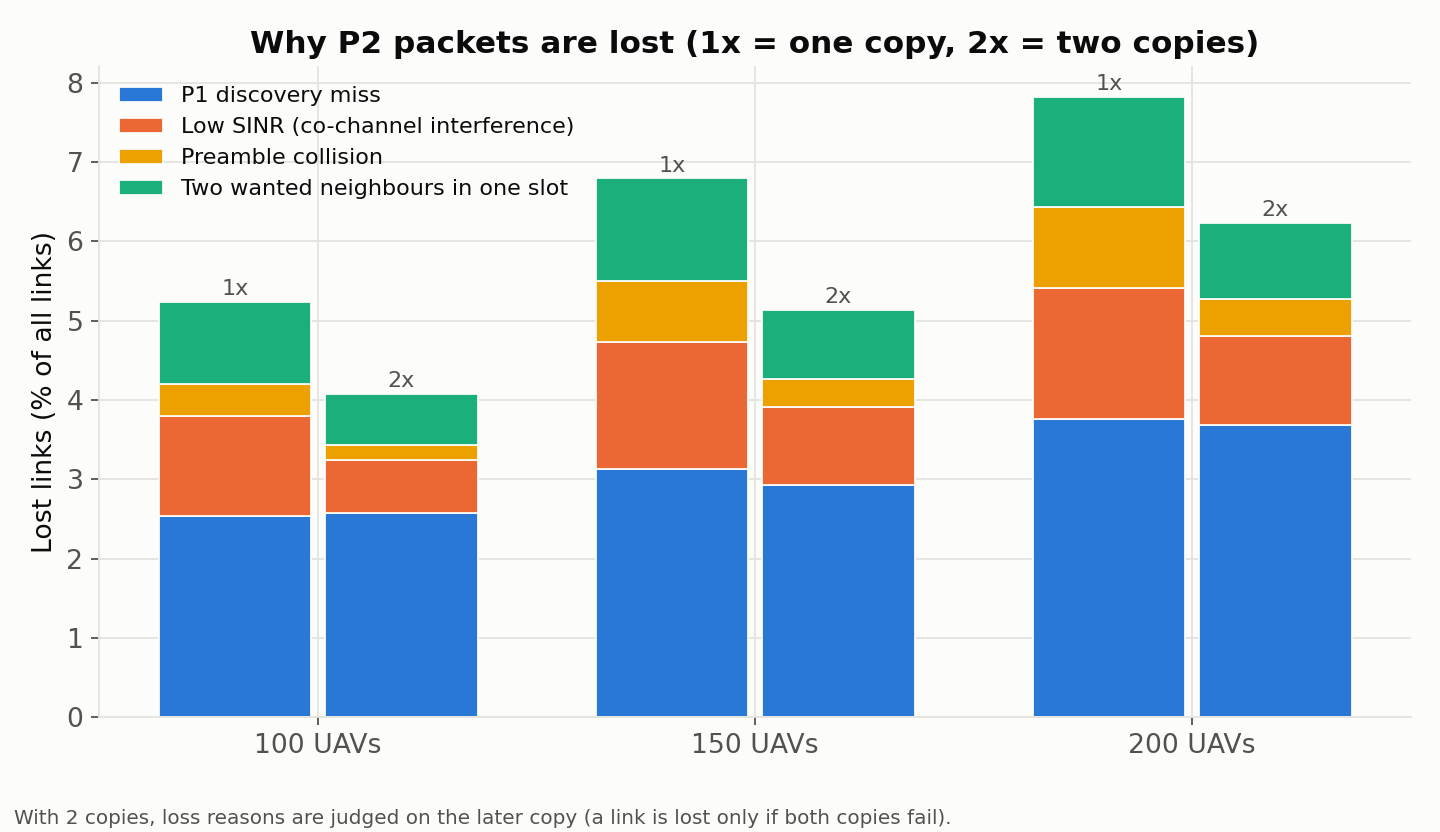 Why P2 packets are lost (1x = one copy, 2x = two copies)
P1 discovery miss
Low SINR (co-channel interference)
Preamble collision
Two wanted neighbours in one slot
Lost links (% of all links)
8
7
6
5
4
3
2
1
0
1x
2x
1x
2x
1x
2x
100 UAVs
150 UAVs
200 UAVs
With 2 copies, loss reasons are judged on the later copy (a link is lost only if both copies fail).